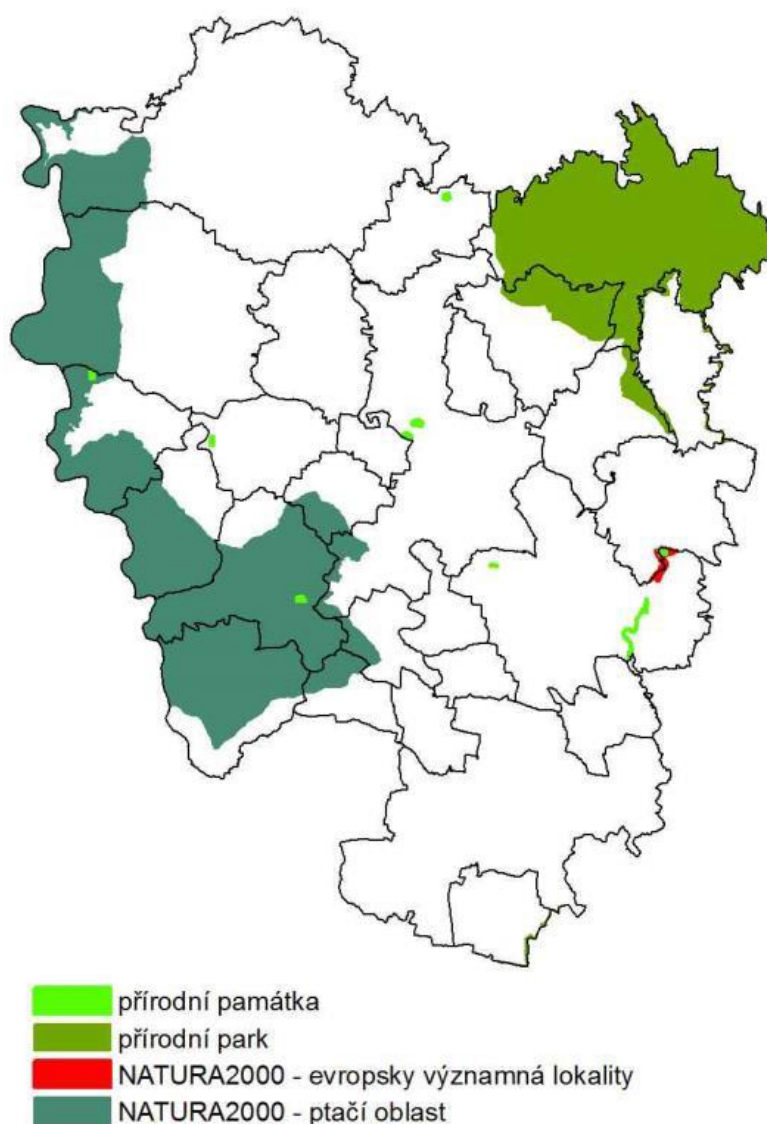 přírodní památka
přírodní park
NATURA2000 - evropsky významná lokality
NATURA2000 - ptačí oblast